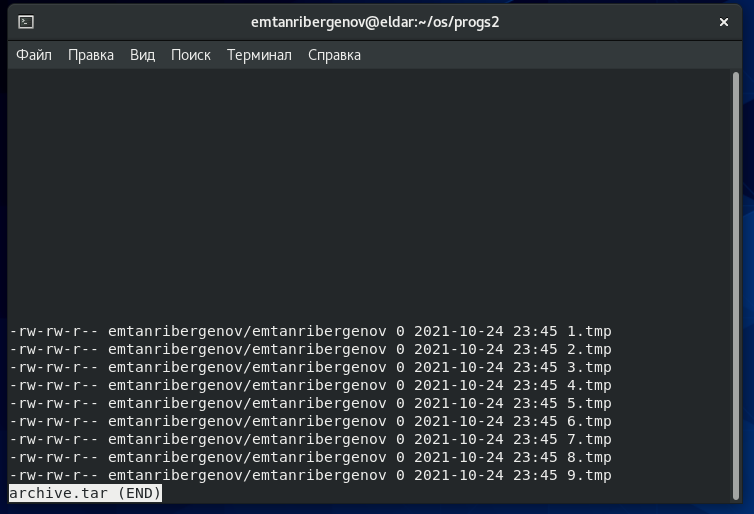 emtanribergenov@eldar:~/os/progs2
Файл Правка Вид Поиск Терминал Справка
-rw-rw-r-- emtanribergenov/emtanribergenov 0 2021-10-24 23:45 1.tmp
-rw-rw-r-- emtanribergenov/emtanribergenov 0 2021-10-24 23:45 2.tmp
-rw-rw-r-- emtanribergenov/emtanribergenov 0 2021-10-24 23:45 3.tmp
-rw-rw-r-- emtanribergenov/emtanribergenov 0 2021-10-24 23:45 4.tmp
-rw-rw-r-- emtanribergenov/emtanribergenov 0 2021-10-24 23:45 5.tmp
-rw-rw-r-- emtanribergenov/emtanribergenov 0 2021-10-24 23:45 6.tmp
-rw-rw-r-- emtanribergenov/emtanribergenov 0 2021-10-24 23:45 7.tmp
-rw-rw-r-- emtanribergenov/emtanribergenov 0 2021-10-24 23:45 8.tmp
-rw-rw-r-- emtanribergenov/emtanribergenov 0 2021-10-24 23:45 9.tmp
archive.tar (END)